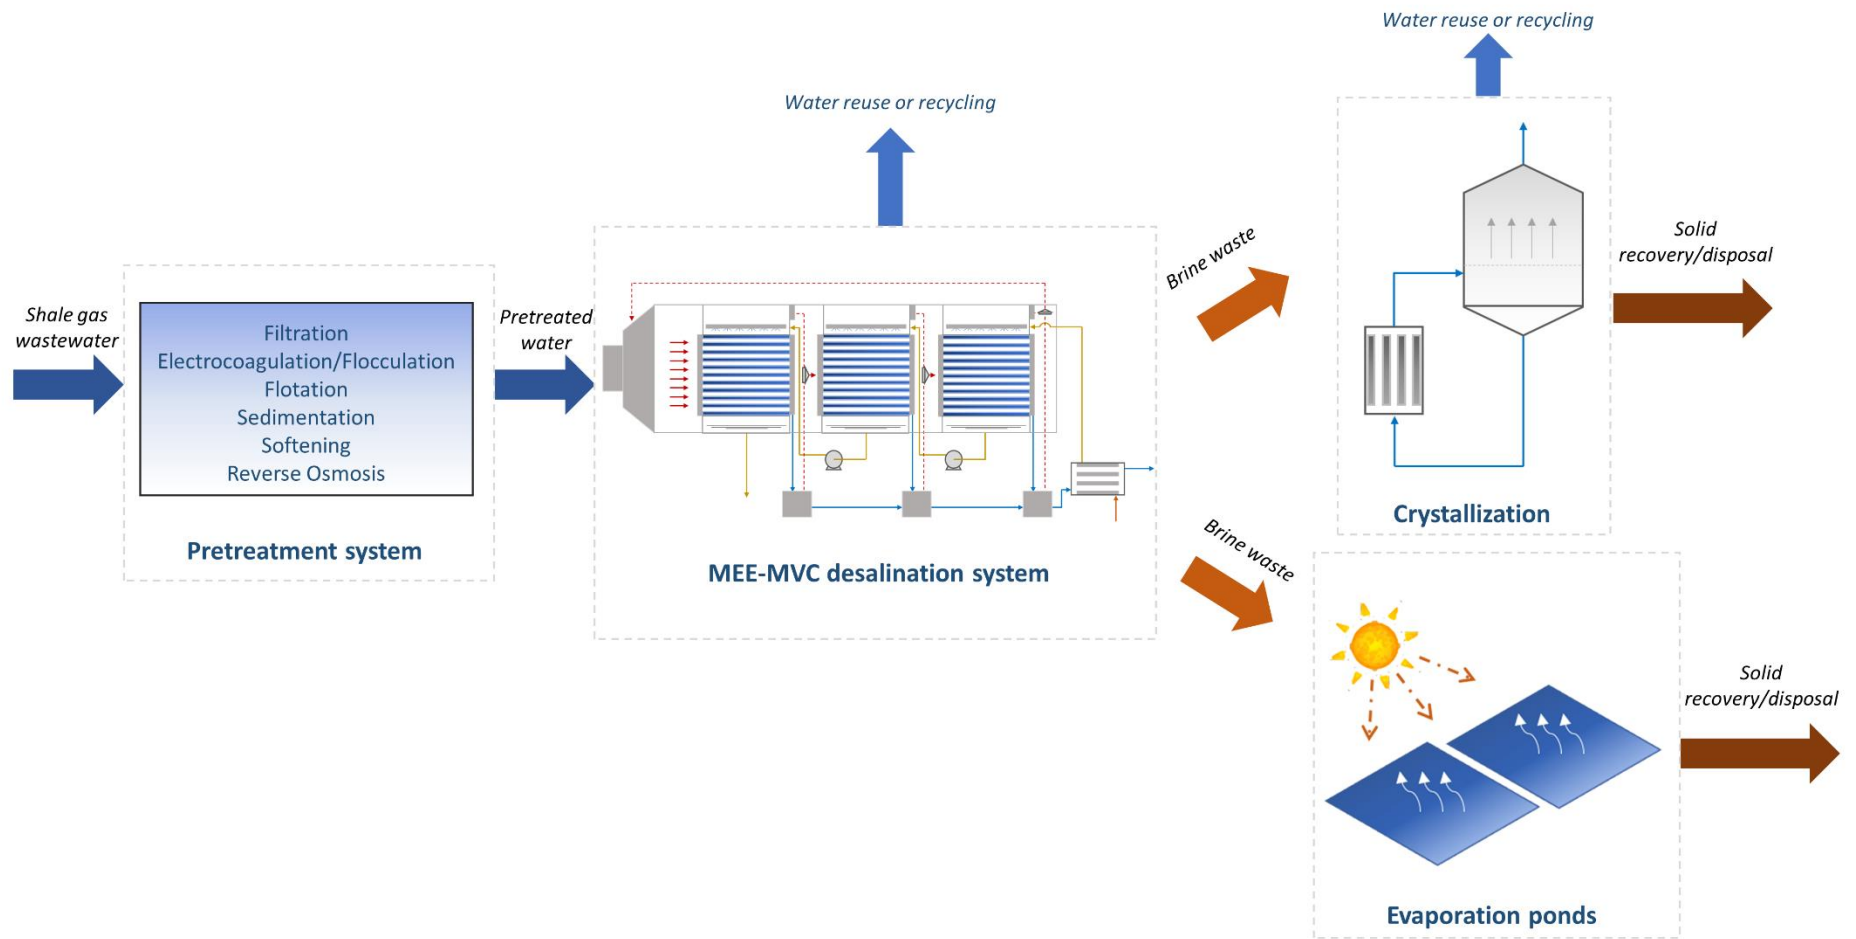 Shale gas
wastewater
Filtration
Electrocoagulation/Flocculation
Flotation
Sedimentation
Softening
Reverse Osmosis
Pretreatment system
Pretreated
water
Water reuse or recycling
MEE-MVC desalination system
Brine waste
Brine waste
Water reuse or recycling
Crystallization
Solid
recovery/disposal
Evaporation ponds
Solid
recovery/disposal